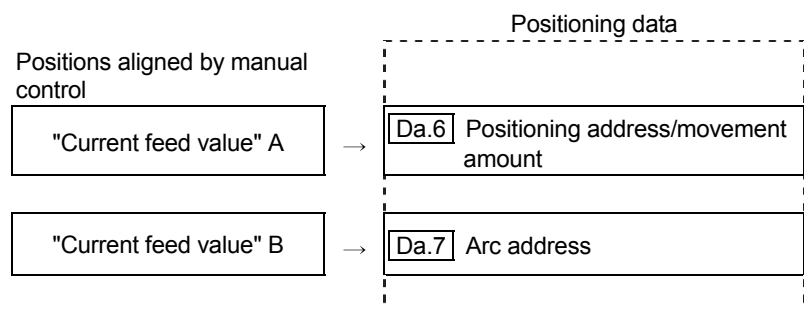 Positioning data
Positions aligned by manual
control
"Current feed value" A
→
Da.6 Positioning address/movement
amount
"Current feed value" B
→
Da.7 Arc address